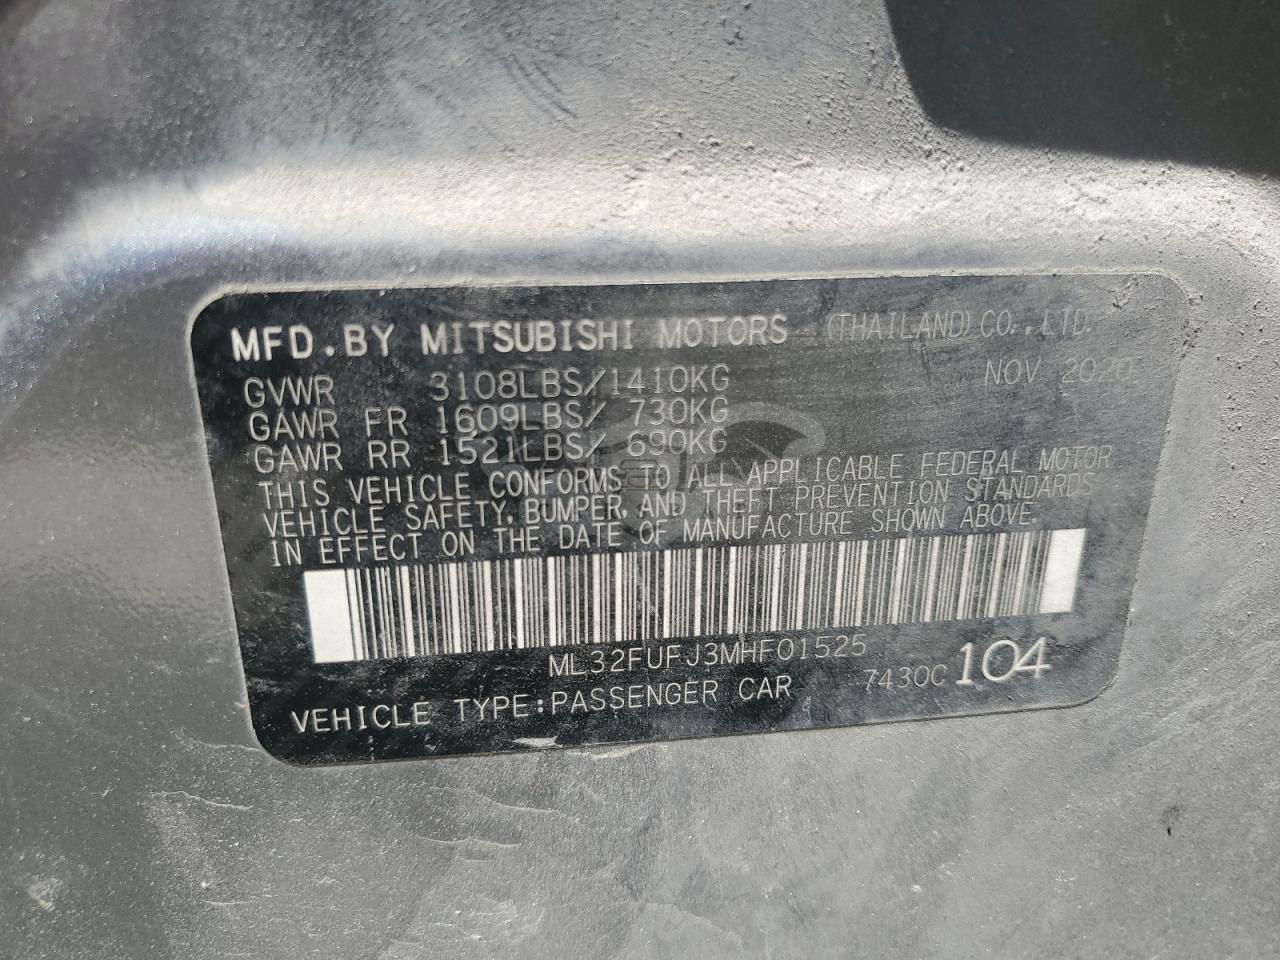 MFD.BY MITSUBISHI MOTORS (THAILAND) CO., LTD.
GVWR 3108LBS/1410KG NOV 2020
GAWR FR 1609LBS/ 730KG
GAWR RR 1521LBS/ 690KG
THIS VEHICLE CONFORMS TO ALL APPLICABLE FEDERAL MOTOR
VEHICLE SAFETY, BUMPER, AND THEFT PREVENTION STANDARDS
IN EFFECT ON THE DATE OF MANUFACTURE SHOWN ABOVE.
ML32FUFJ3MHF01525
VEHICLE TYPE:PASSENGER CAR 7430C 104